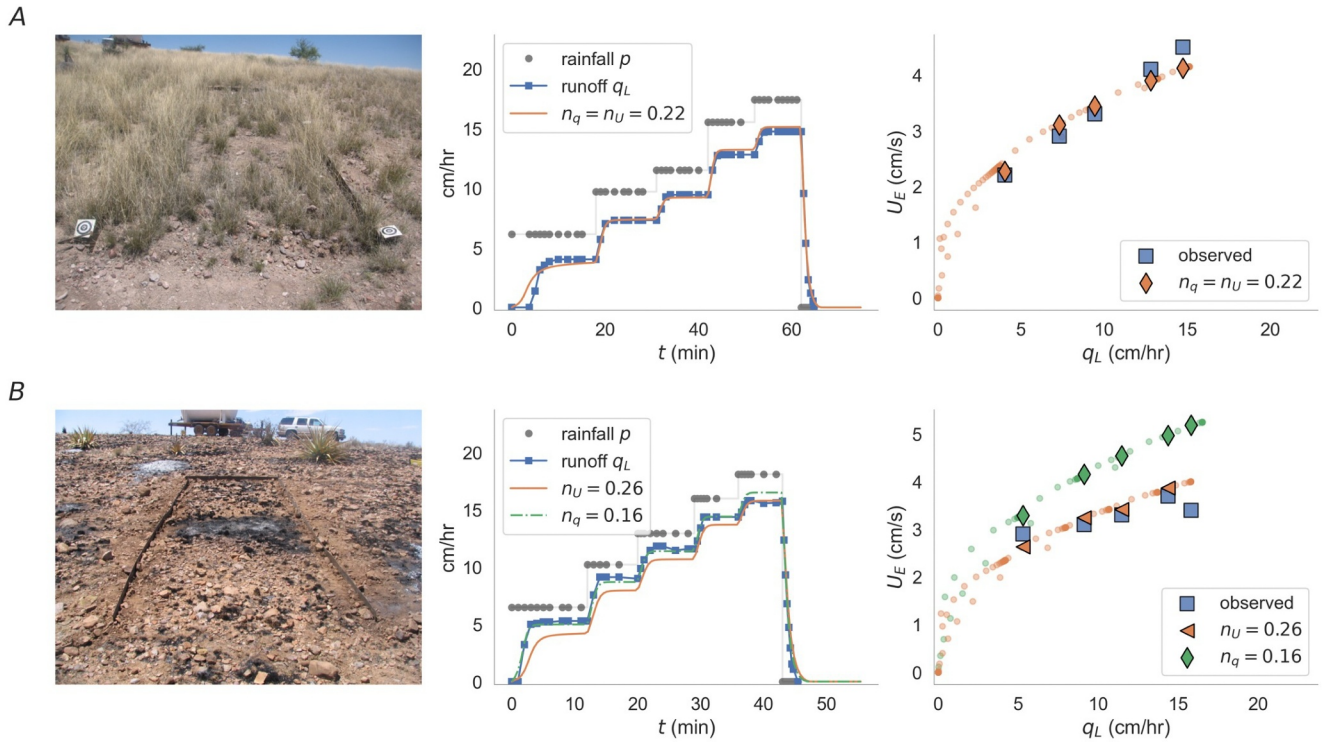 A
20
15
10
5
0
cm/hr
rainfall p
runoff q_L
n_q = n_U = 0.22
0 20 40 60
t (min)
4
3
2
1
0
U_E (cm/s)
observed
n_q = n_U = 0.22
0 5 10 15 20
q_L (cm/hr)
B
20
15
10
5
0
cm/hr
rainfall p
runoff q_L
n_U = 0.26
n_q = 0.16
0 10 20 30 40 50
t (min)
5
4
3
2
1
0
U_E (cm/s)
observed
n_U = 0.26
n_q = 0.16
0 5 10 15 20
q_L (cm/hr)